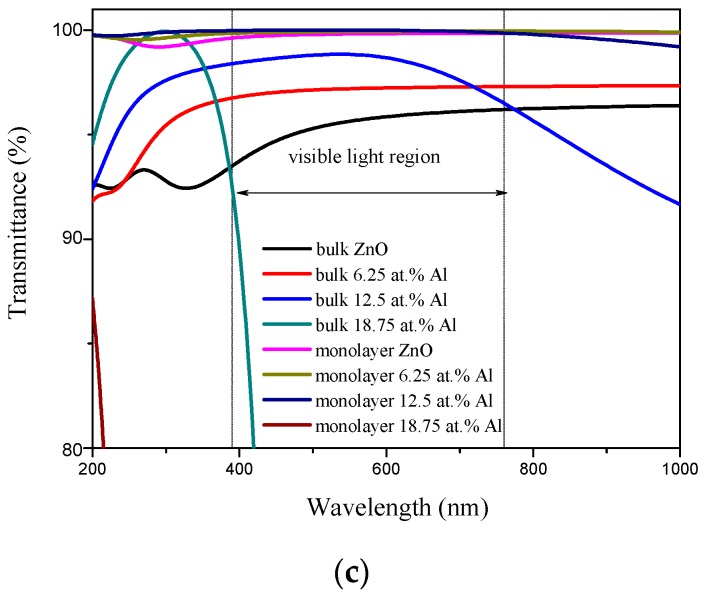 100
90
80
Transmittance (%)
visible light region
bulk ZnO
bulk 6.25 at.% Al
bulk 12.5 at.% Al
bulk 18.75 at.% Al
monolayer ZnO
monolayer 6.25 at.% Al
monolayer 12.5 at.% Al
monolayer 18.75 at.% Al
200 400 600 800 1000
Wavelength (nm)
(c)